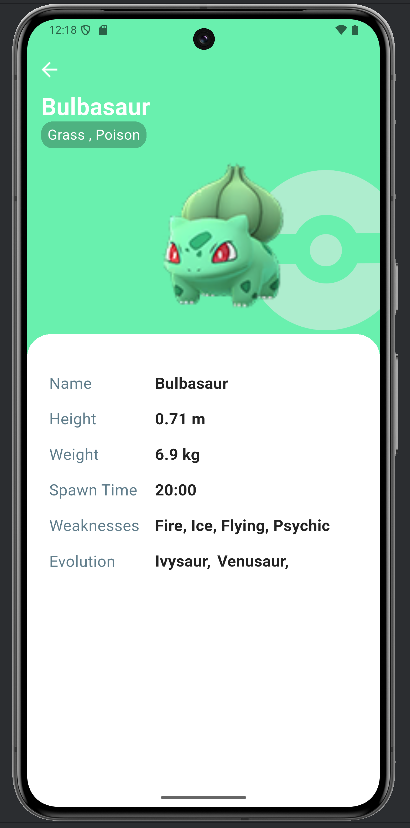 12:18
Bulbasaur
Grass , Poison
Name Bulbasaur
Height 0.71 m
Weight 6.9 kg
Spawn Time 20:00
Weaknesses Fire, Ice, Flying, Psychic
Evolution Ivysaur, Venusaur,